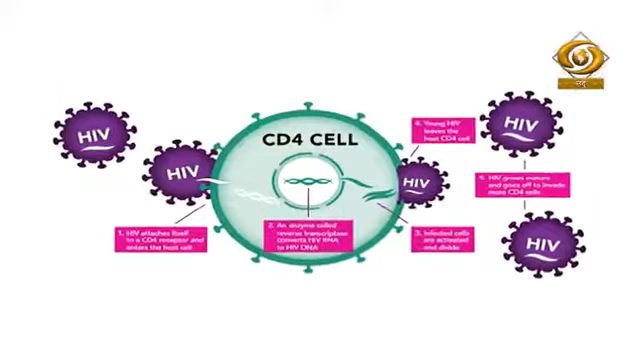 CD4 CELL
HIV
HIV
HIV
HIV
HIV
1. HIV attaches itself
to a CD4 receptor and
enters the host cell
2. An enzyme called
reverse transcriptase
converts HIV RNA
to HIV DNA
3. Infected cells
are activated
and divide
4. Young HIV
leaves the
host CD4 cell
HIV grows mature
and goes off to invade
more CD4 cells